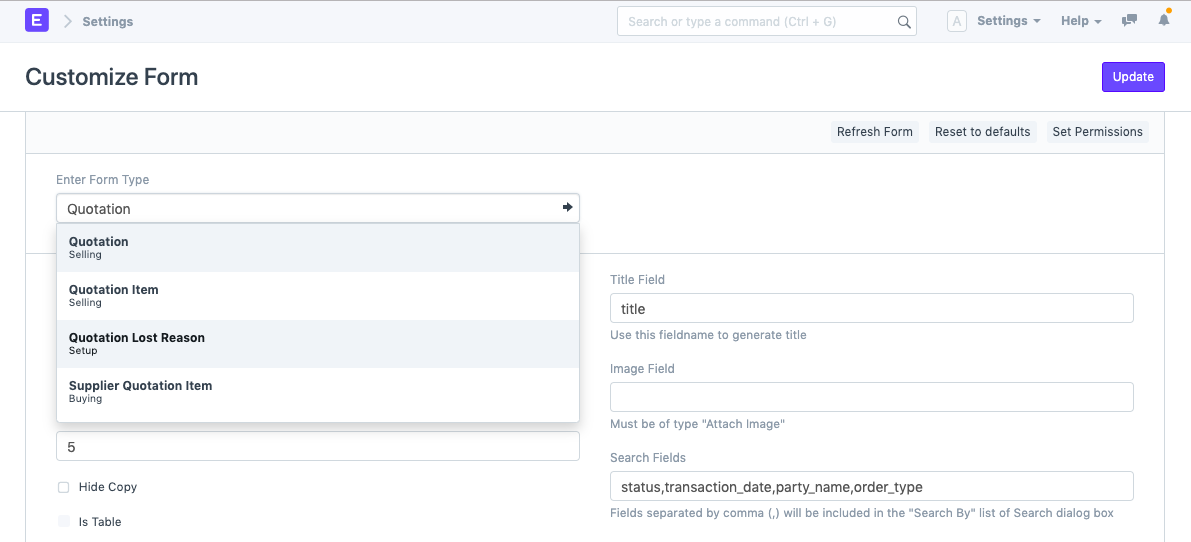 E
Settings
Search or type a command (Ctrl + G)
A
Settings
Help
Customize Form
Update
Refresh Form
Reset to defaults
Set Permissions
Enter Form Type
Quotation
Quotation
Selling
Quotation Item
Selling
Quotation Lost Reason
Setup
Supplier Quotation Item
Buying
5
Hide Copy
Is Table
Title Field
title
Use this fieldname to generate title
Image Field
Must be of type "Attach Image"
Search Fields
status,transaction_date,party_name,order_type
Fields separated by comma (,) will be included in the "Search By" list of Search dialog box